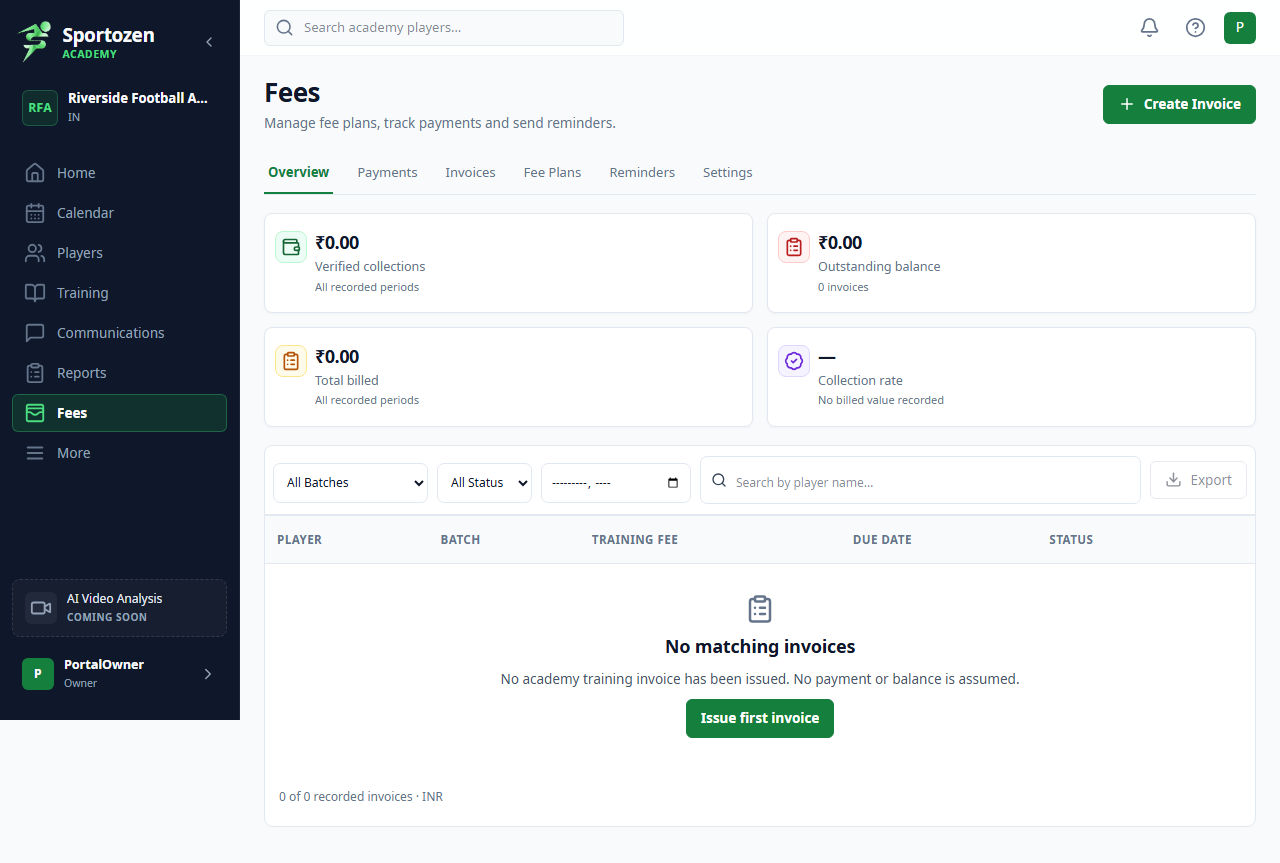 Sportozen
ACADEMY
RFA
Riverside Football A...
IN
Home
Calendar
Players
Training
Communications
Reports
Fees
More
AI Video Analysis
COMING SOON
P
PortalOwner
Owner
Search academy players...
P
Fees
Manage fee plans, track payments and send reminders.
+ Create Invoice
Overview Payments Invoices Fee Plans Reminders Settings
₹0.00
Verified collections
All recorded periods
₹0.00
Outstanding balance
0 invoices
₹0.00
Total billed
All recorded periods
—
Collection rate
No billed value recorded
All Batches All Status ---------, ---- Search by player name... Export
PLAYER BATCH TRAINING FEE DUE DATE STATUS
No matching invoices
No academy training invoice has been issued. No payment or balance is assumed.
Issue first invoice
0 of 0 recorded invoices · INR